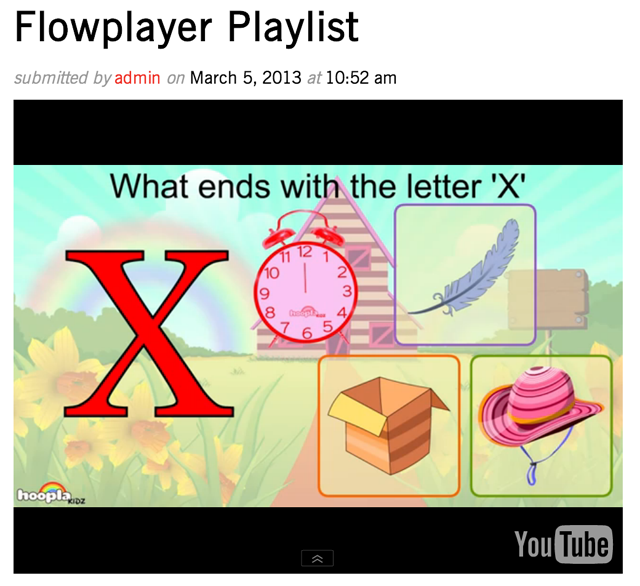 Flowplayer Playlist
submitted by admin on March 5, 2013 at 10:52 am
What ends with the letter 'X'
X
12
11 1
10 2
9 3
8 4
7 5
6
hoopla KIDZ
YouTube